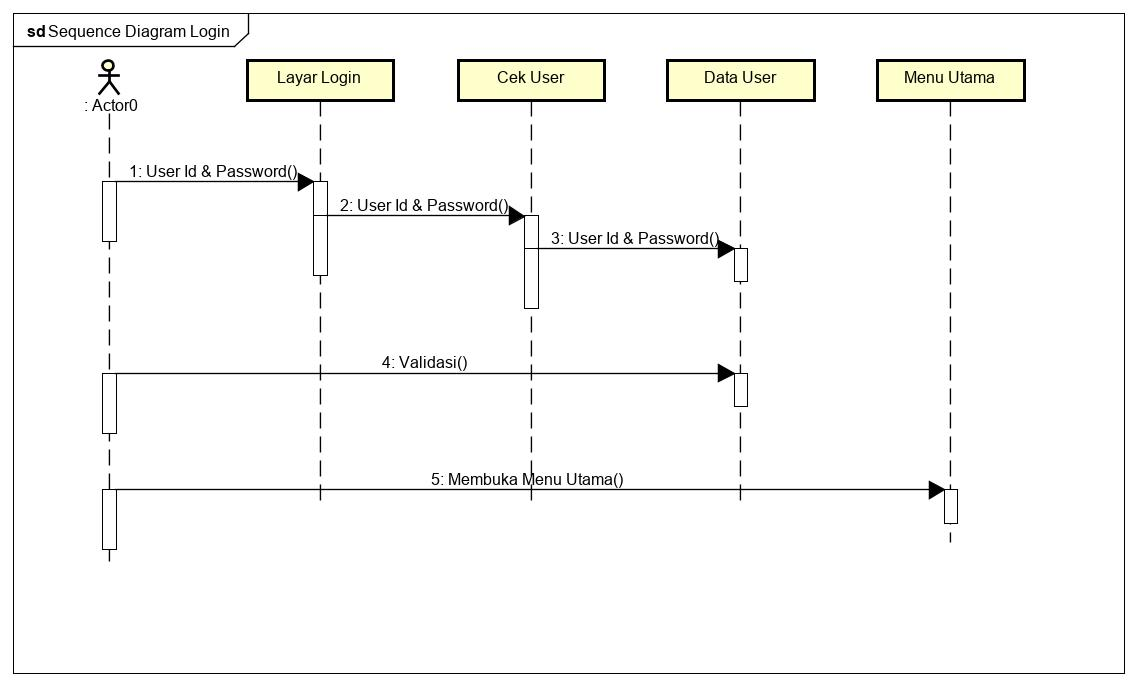 sd Sequence Diagram Login
: Actor0
Layar Login
Cek User
Data User
Menu Utama
1: User Id & Password()
2: User Id & Password()
3: User Id & Password()
4: Validasi()
5: Membuka Menu Utama()